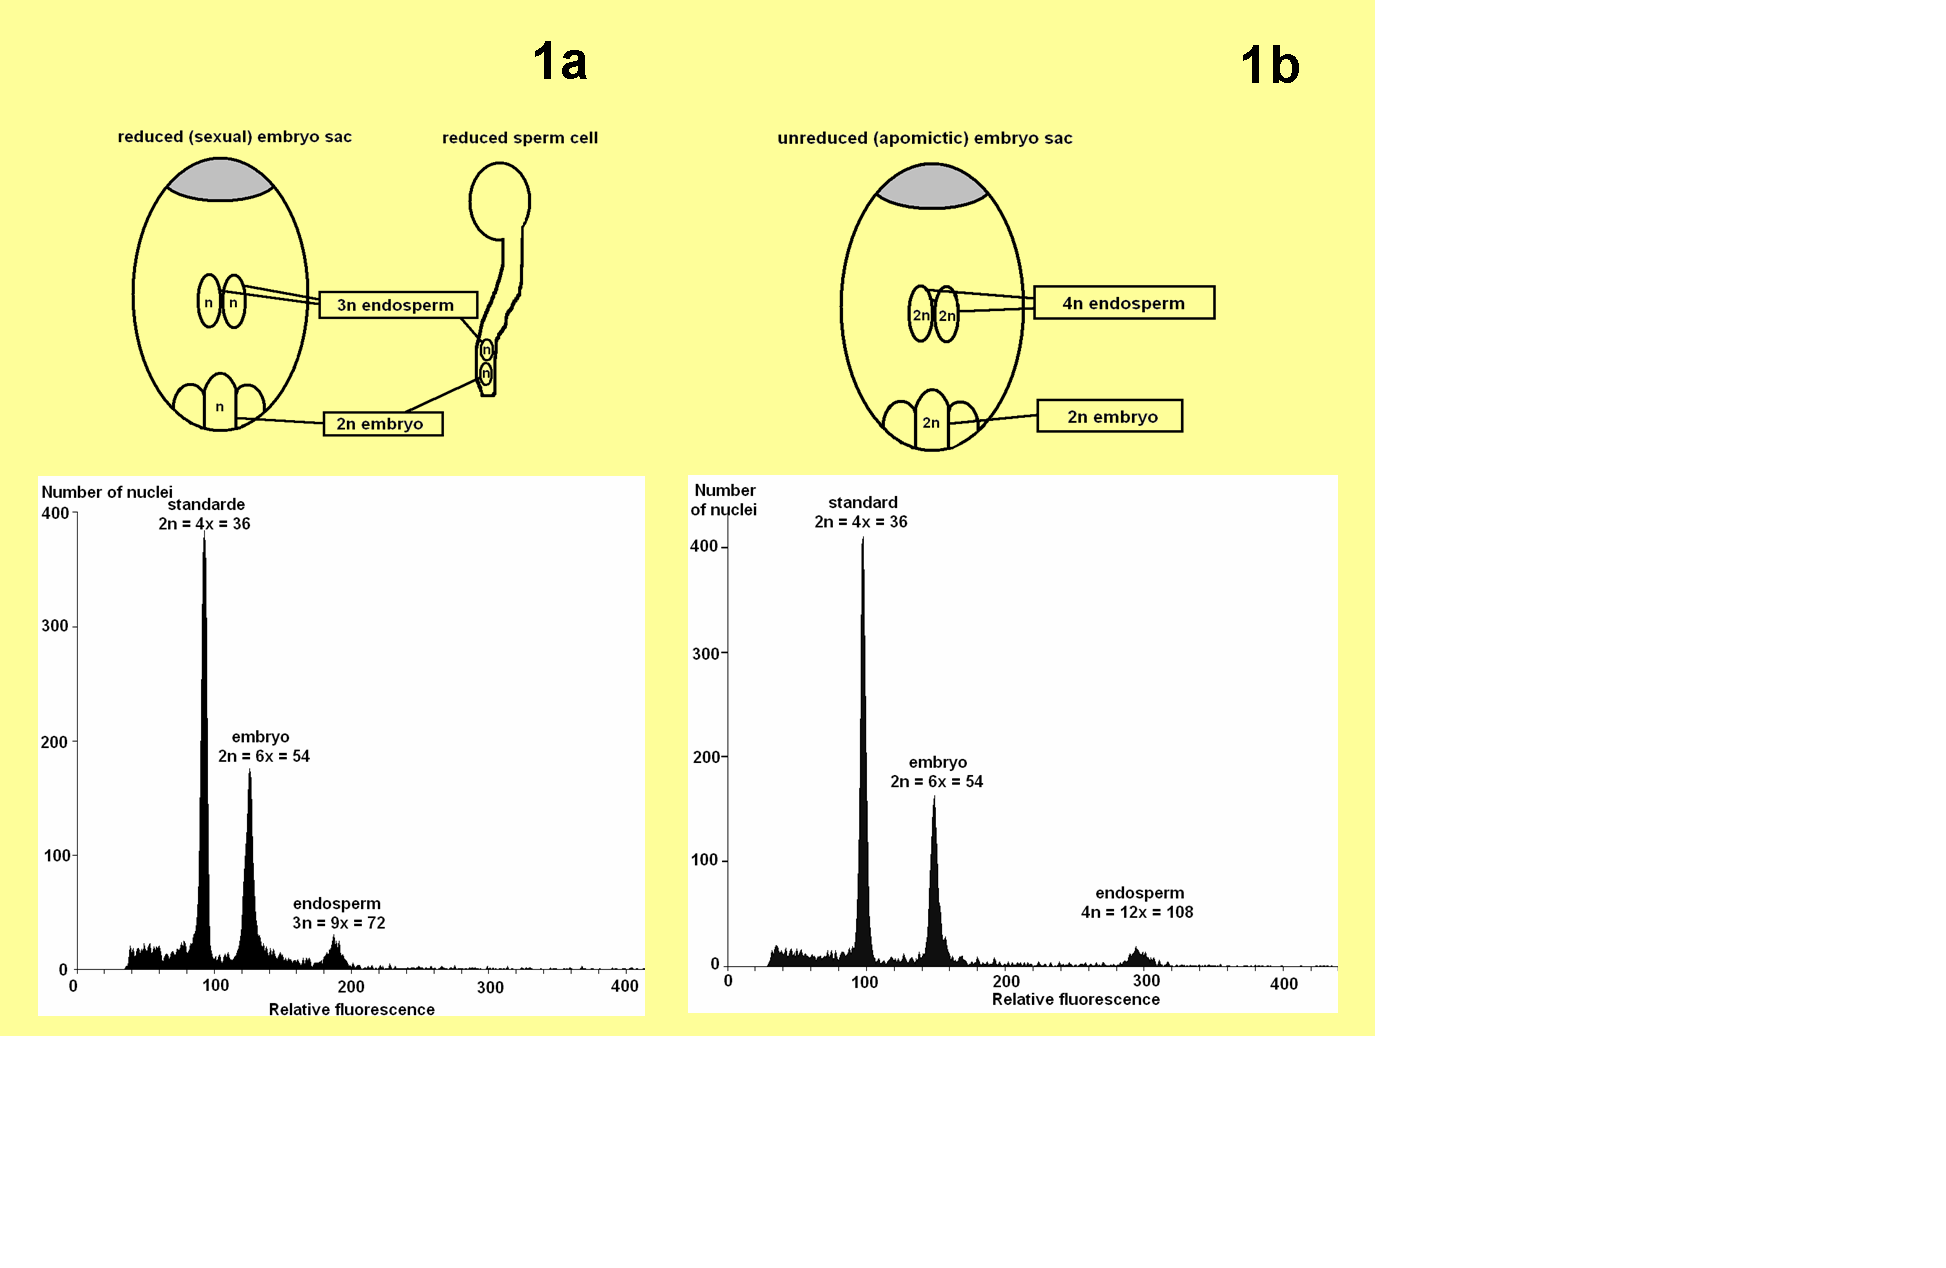 1a
1b
reduced (sexual) embryo sac
reduced sperm cell
n
n
3n endosperm
n
n
n
2n embryo
unreduced (apomictic) embryo sac
2n
2n
4n endosperm
2n
2n embryo
Number of nuclei
standarde
2n = 4x = 36
400
300
200
100
0
embryo
2n = 6x = 54
endosperm
3n = 9x = 72
0
100
200
300
400
Relative fluorescence
Number
of nuclei
standard
2n = 4x = 36
400
300
200
100
0
embryo
2n = 6x = 54
endosperm
4n = 12x = 108
0
100
200
300
400
Relative fluorescence